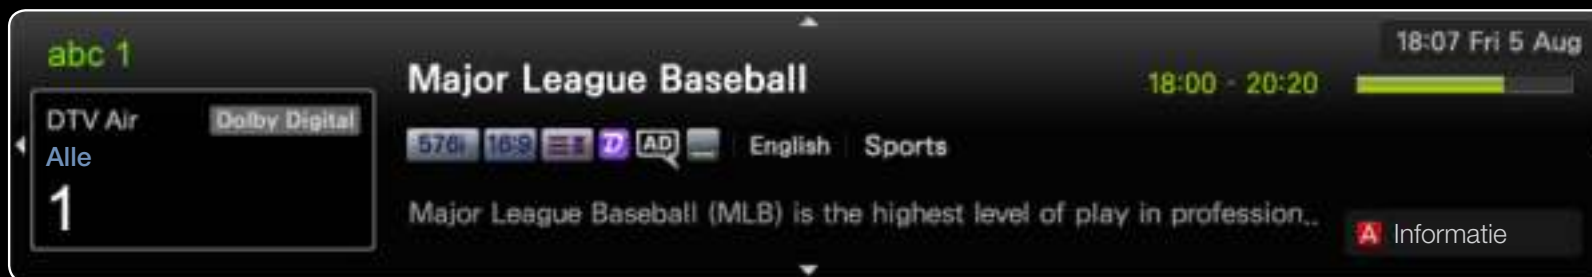 abc 1
DTV Air Dolby Digital
Alle
1
Major League Baseball
18:00 - 20:20
18:07 Fri 5 Aug
576i 16:9 AD English Sports
Major League Baseball (MLB) is the highest level of play in profession..
A Informatie